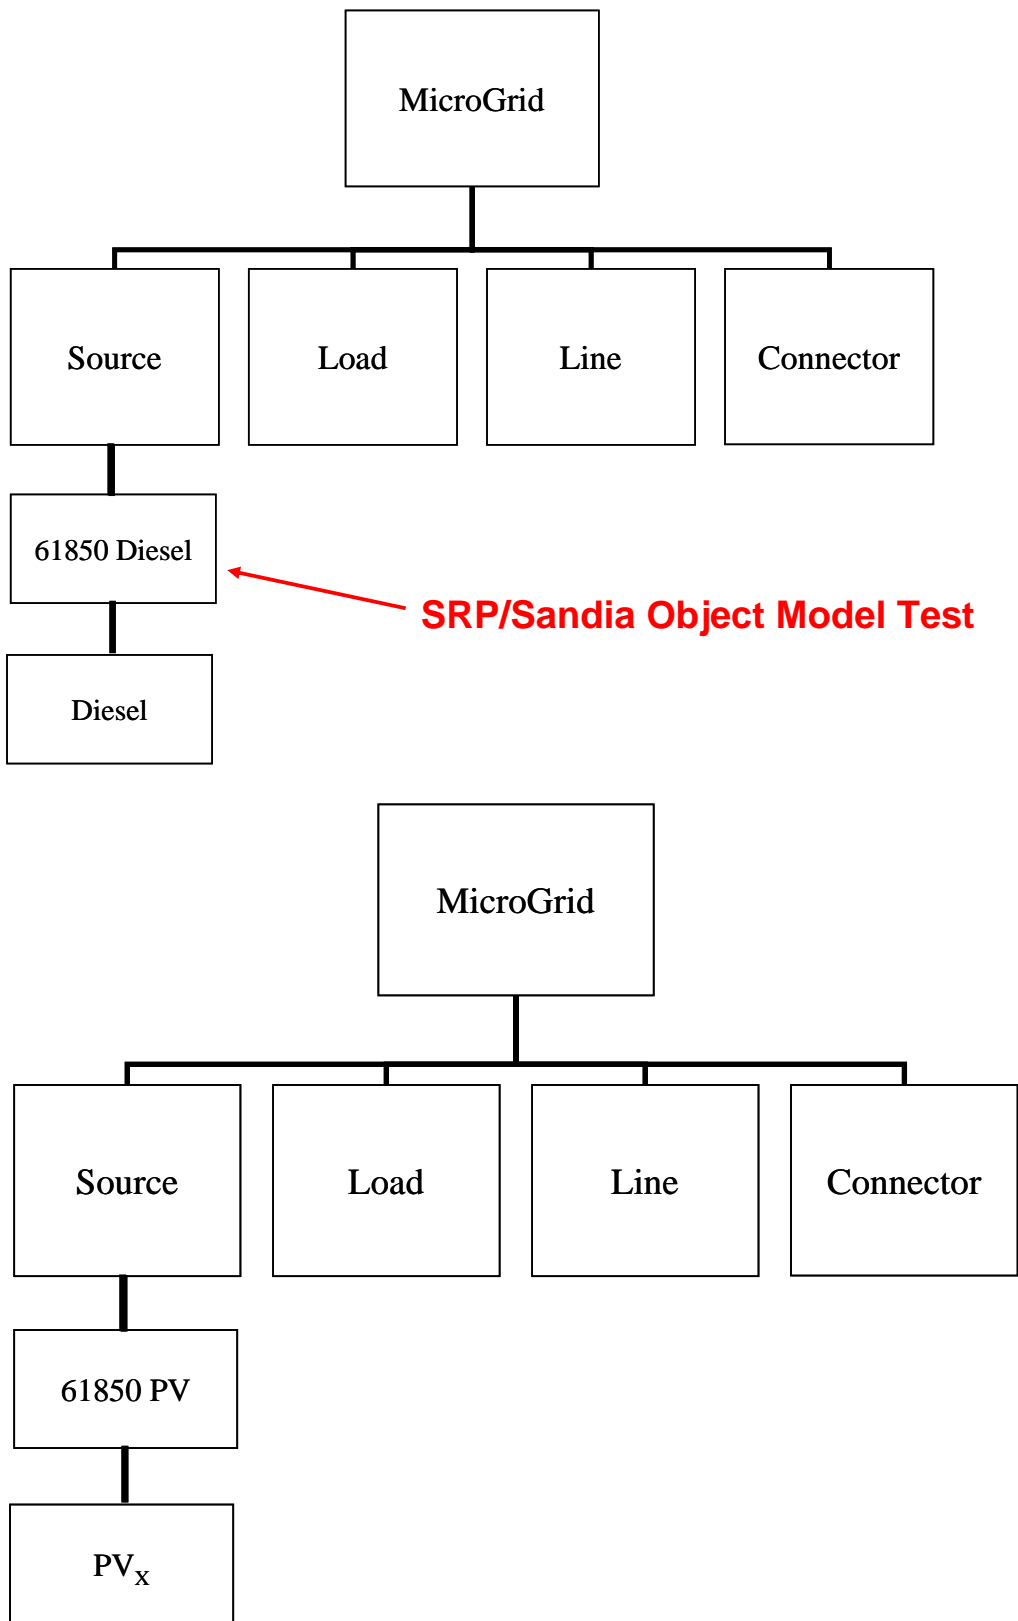 MicroGrid
Source Load Line Connector
61850 Diesel
SRP/Sandia Object Model Test
Diesel
MicroGrid
Source Load Line Connector
61850 PV
PVX